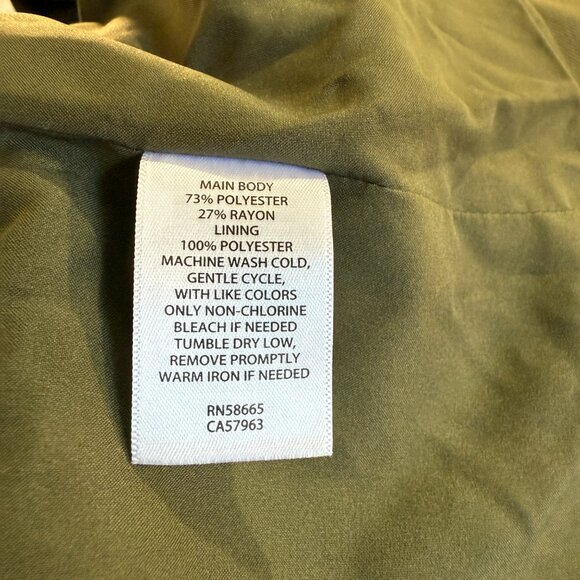 MAIN BODY
73% POLYESTER
27% RAYON
LINING
100% POLYESTER
MACHINE WASH COLD,
GENTLE CYCLE,
WITH LIKE COLORS
ONLY NON-CHLORINE
BLEACH IF NEEDED
TUMBLE DRY LOW,
REMOVE PROMPTLY
WARM IRON IF NEEDED
RN58665
CA57963